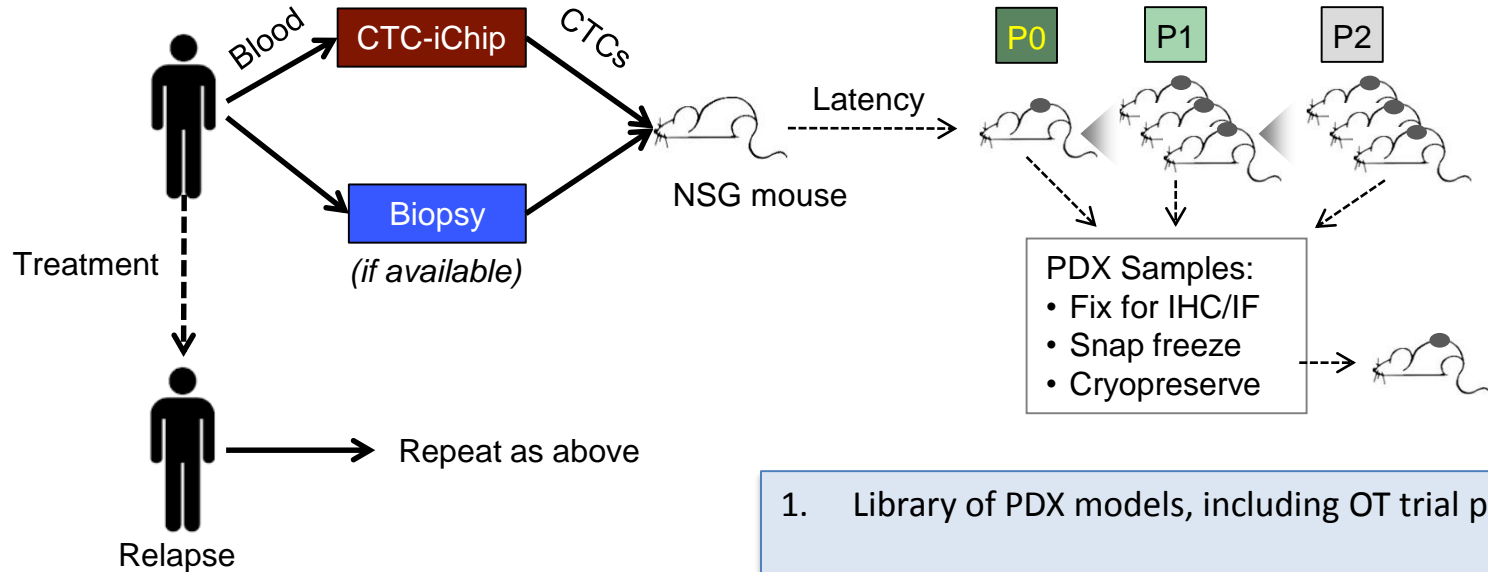 Blood
CTC-iChip
CTCs
P0
P1
P2
Latency
NSG mouse
Biopsy
(if available)
Treatment
PDX Samples:
• Fix for IHC/IF
• Snap freeze
• Cryopreserve
Repeat as above
Relapse
1. Library of PDX models, including OT trial